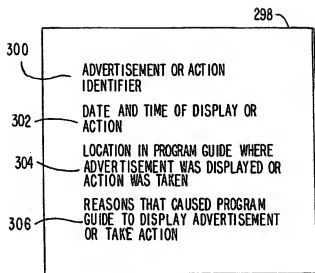 298
300
ADVERTISEMENT OR ACTION
IDENTIFIER
302
DATE AND TIME OF DISPLAY OR
ACTION
304
LOCATION IN PROGRAM GUIDE WHERE
ADVERTISEMENT WAS DISPLAYED OR
ACTION WAS TAKEN
306
REASONS THAT CAUSED PROGRAM
GUIDE TO DISPLAY ADVERTISEMENT
OR TAKE ACTION